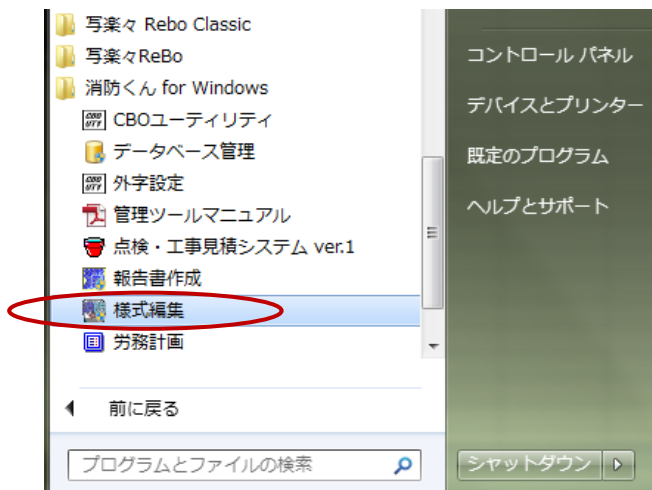 写楽々 Rebo Classic
写楽々ReBo
消防くん for Windows
CBOユーティリティ
データベース管理
外字設定
管理ツールマニュアル
点検・工事見積システム ver.1
報告書作成
様式編集
労務計画
前に戻る
プログラムとファイルの検索
コントロール パネル
デバイスとプリンター
既定のプログラム
ヘルプとサポート
シャットダウン